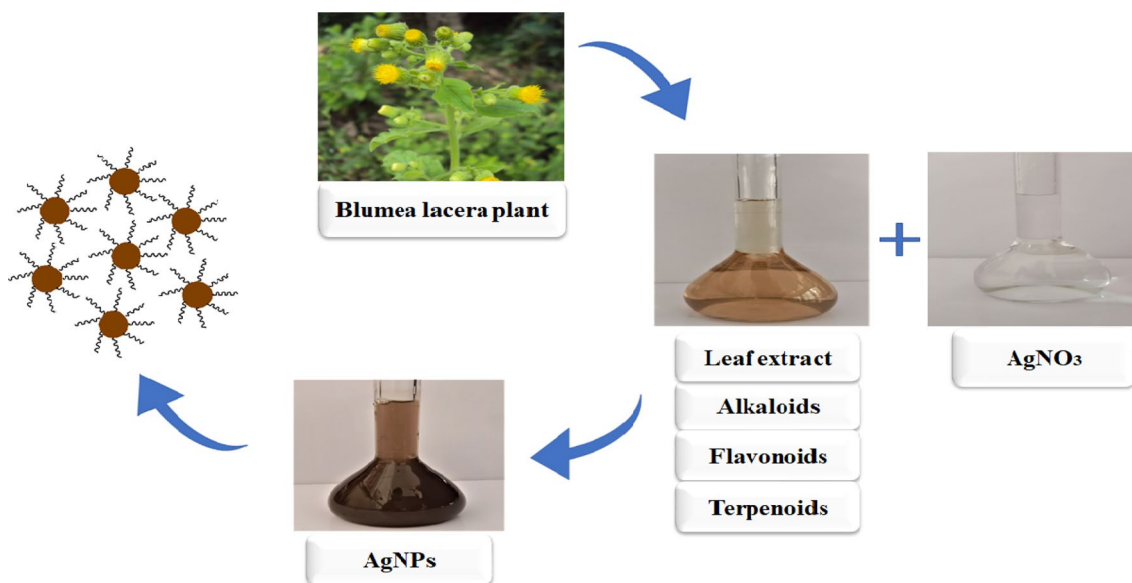 Blumea lacera plant
+
Leaf extract
AgNO₃
Alkaloids
Flavonoids
Terpenoids
AgNPs